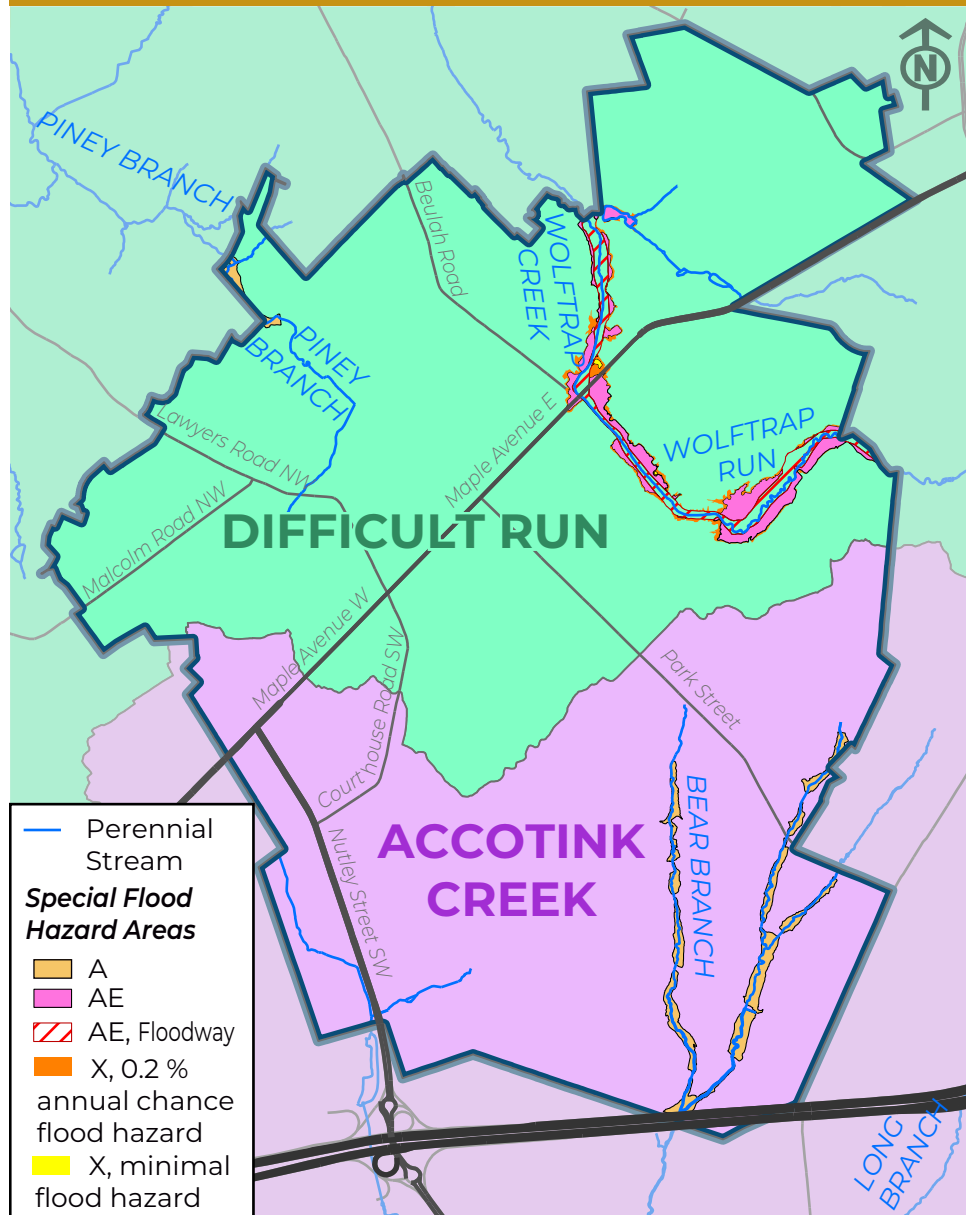 N
PINEY BRANCH
Beulah Road
WOLFTRAP
CREEK
PINEY
BRANCH
Lawyers Road NW
Maple Avenue E
WOLFTRAP
RUN
Malcolm Road NW
DIFFICULT RUN
Maple Avenue W
Courthouse Road SW
Park Street
ACCOTINK
CREEK
BEAR BRANCH
Nutley Street SW
LONG
BRANCH
Perennial
Stream
Special Flood
Hazard Areas
A
AE
AE, Floodway
X, 0.2 %
annual chance
flood hazard
X, minimal
flood hazard